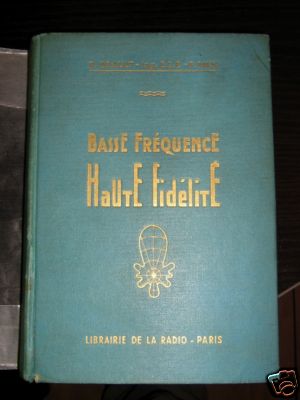 BASSE FRÉQUENCE
HaUTE FidéLiTÉ
LIBRAIRIE DE LA RADIO - PARIS